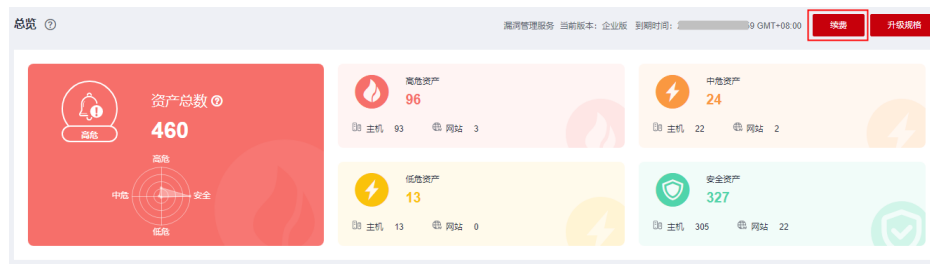 总览
漏洞管理服务 当前版本：企业版 到期时间：9 GMT+08:00 续费 升级规格
资产总数
460
高危
高危
中危
安全
低危
高危资产
96
主机 93 网站 3
中危资产
24
主机 22 网站 2
低危资产
13
主机 13 网站 0
安全资产
327
主机 305 网站 22